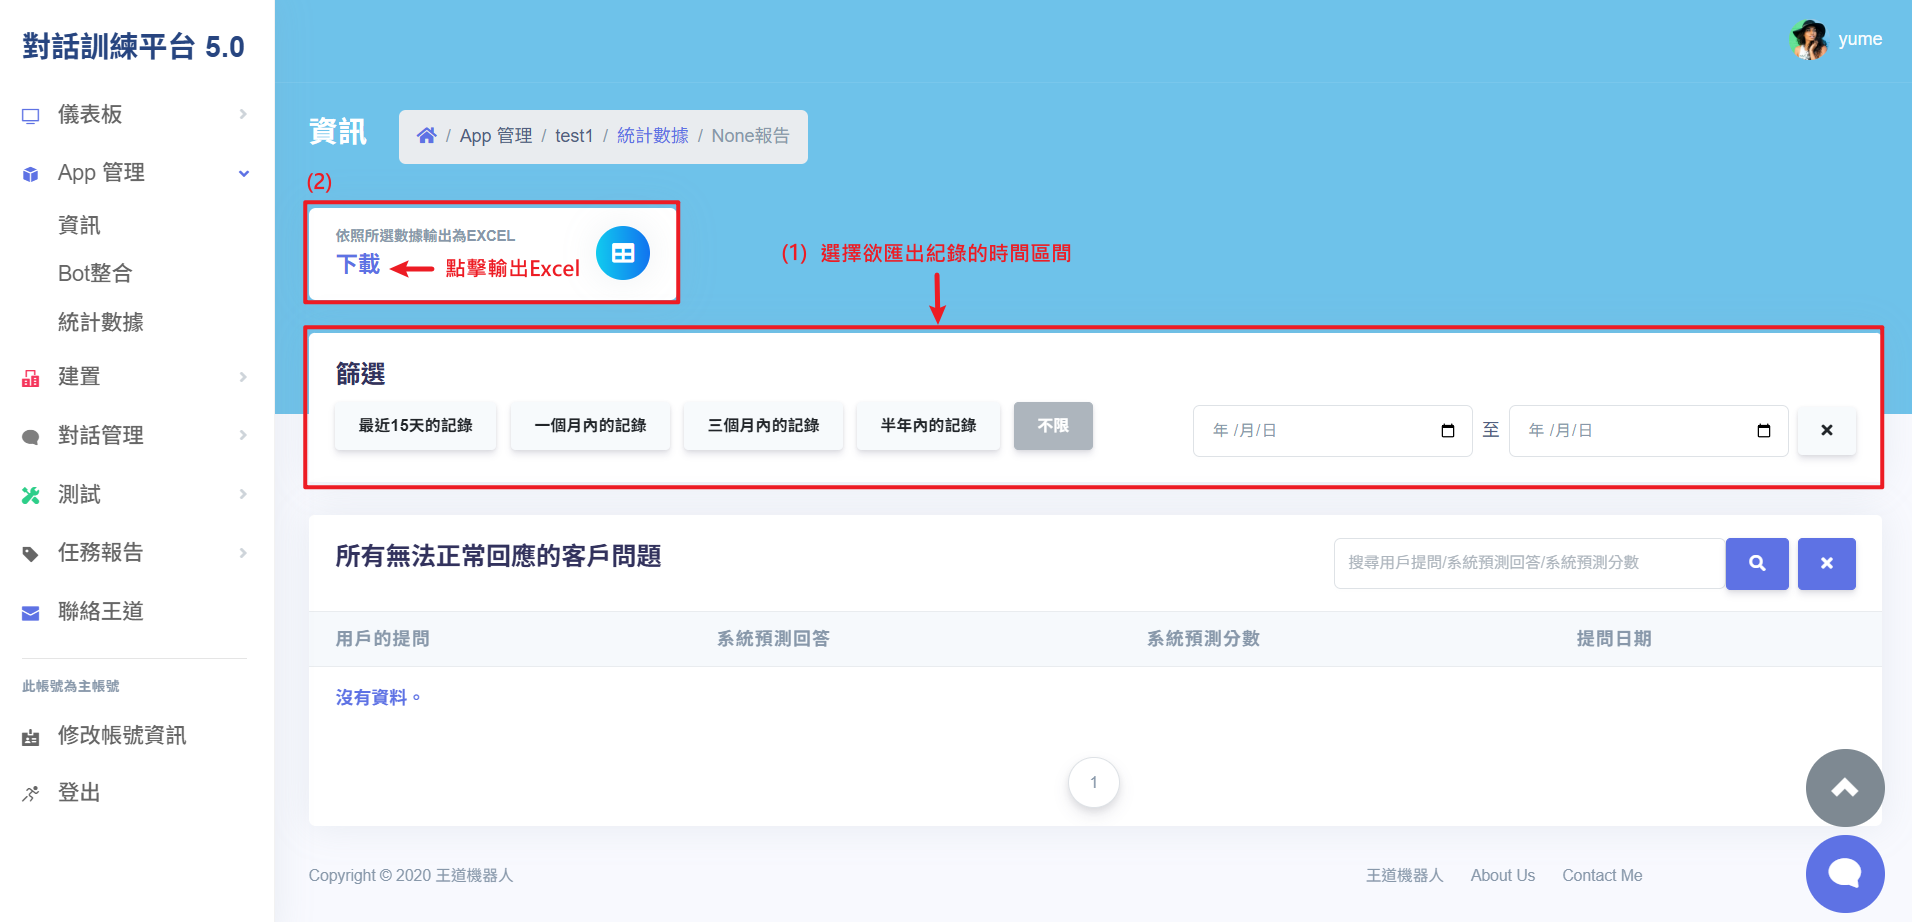 對話訓練平台 5.0
儀表板
App 管理
資訊
Bot整合
統計數據
建置
對話管理
測試
任務報告
聯絡王道
此帳號為主帳號
修改帳號資訊
登出
yume
資訊
/ App 管理 / test1 / 統計數據 / None報告
(2)
依照所選數據輸出為EXCEL
下載
點擊輸出Excel
(1) 選擇欲匯出紀錄的時間區間
篩選
最近15天的記錄 一個月內的記錄 三個月內的記錄 半年內的記錄 不限 年 /月/日 至 年 /月/日
所有無法正常回應的客戶問題
搜尋用戶提問/系統預測回答/系統預測分數
用戶的提問 系統預測回答 系統預測分數 提問日期
沒有資料。
1
Copyright © 2020 王道機器人 王道機器人 About Us Contact Me